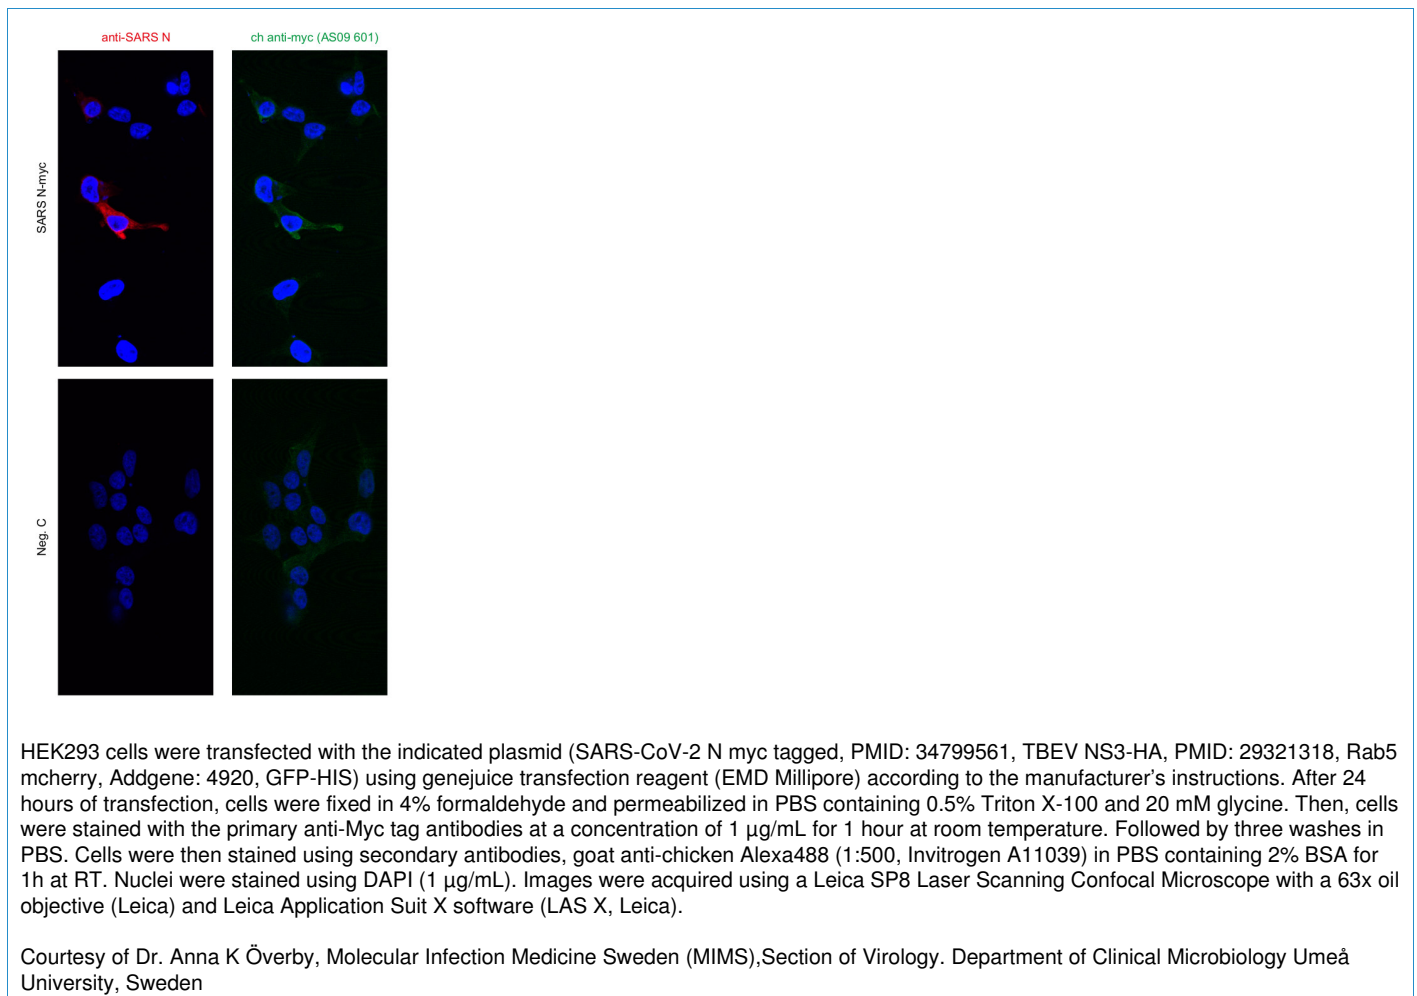 anti-SARS N
ch anti-myc (AS09 601)
SARS N-myc
Neg. C
HEK293 cells were transfected with the indicated plasmid (SARS-CoV-2 N myc tagged, PMID: 34799561, TBEV NS3-HA, PMID: 29321318, Rab5
mcherry, Addgene: 4920, GFP-HIS) using genejuice transfection reagent (EMD Millipore) according to the manufacturer’s instructions. After 24
hours of transfection, cells were fixed in 4% formaldehyde and permeabilized in PBS containing 0.5% Triton X-100 and 20 mM glycine. Then, cells
were stained with the primary anti-Myc tag antibodies at a concentration of 1 µg/mL for 1 hour at room temperature. Followed by three washes in
PBS. Cells were then stained using secondary antibodies, goat anti-chicken Alexa488 (1:500, Invitrogen A11039) in PBS containing 2% BSA for
1h at RT. Nuclei were stained using DAPI (1 µg/mL). Images were acquired using a Leica SP8 Laser Scanning Confocal Microscope with a 63x oil
objective (Leica) and Leica Application Suit X software (LAS X, Leica).
Courtesy of Dr. Anna K Överby, Molecular Infection Medicine Sweden (MIMS),Section of Virology. Department of Clinical Microbiology Umeå
University, Sweden